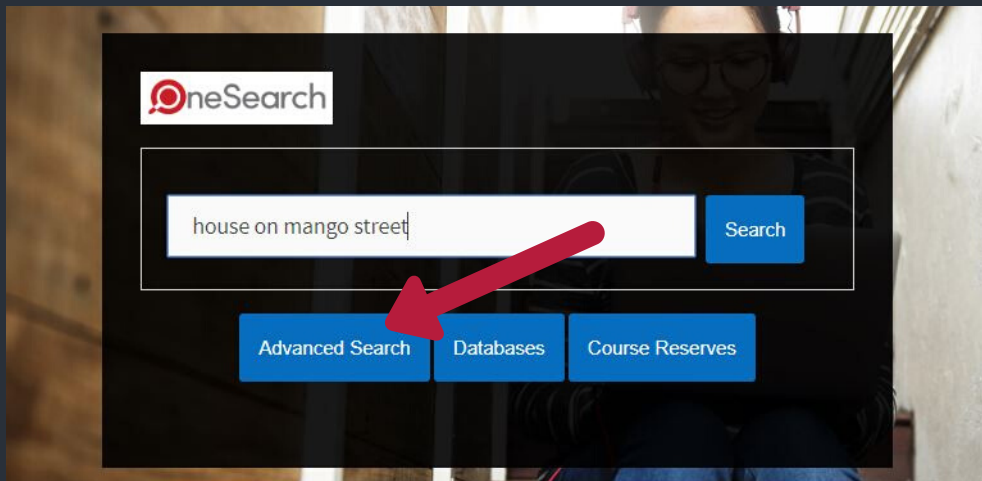 OneSearch
house on mango street
Search
Advanced Search
Databases
Course Reserves